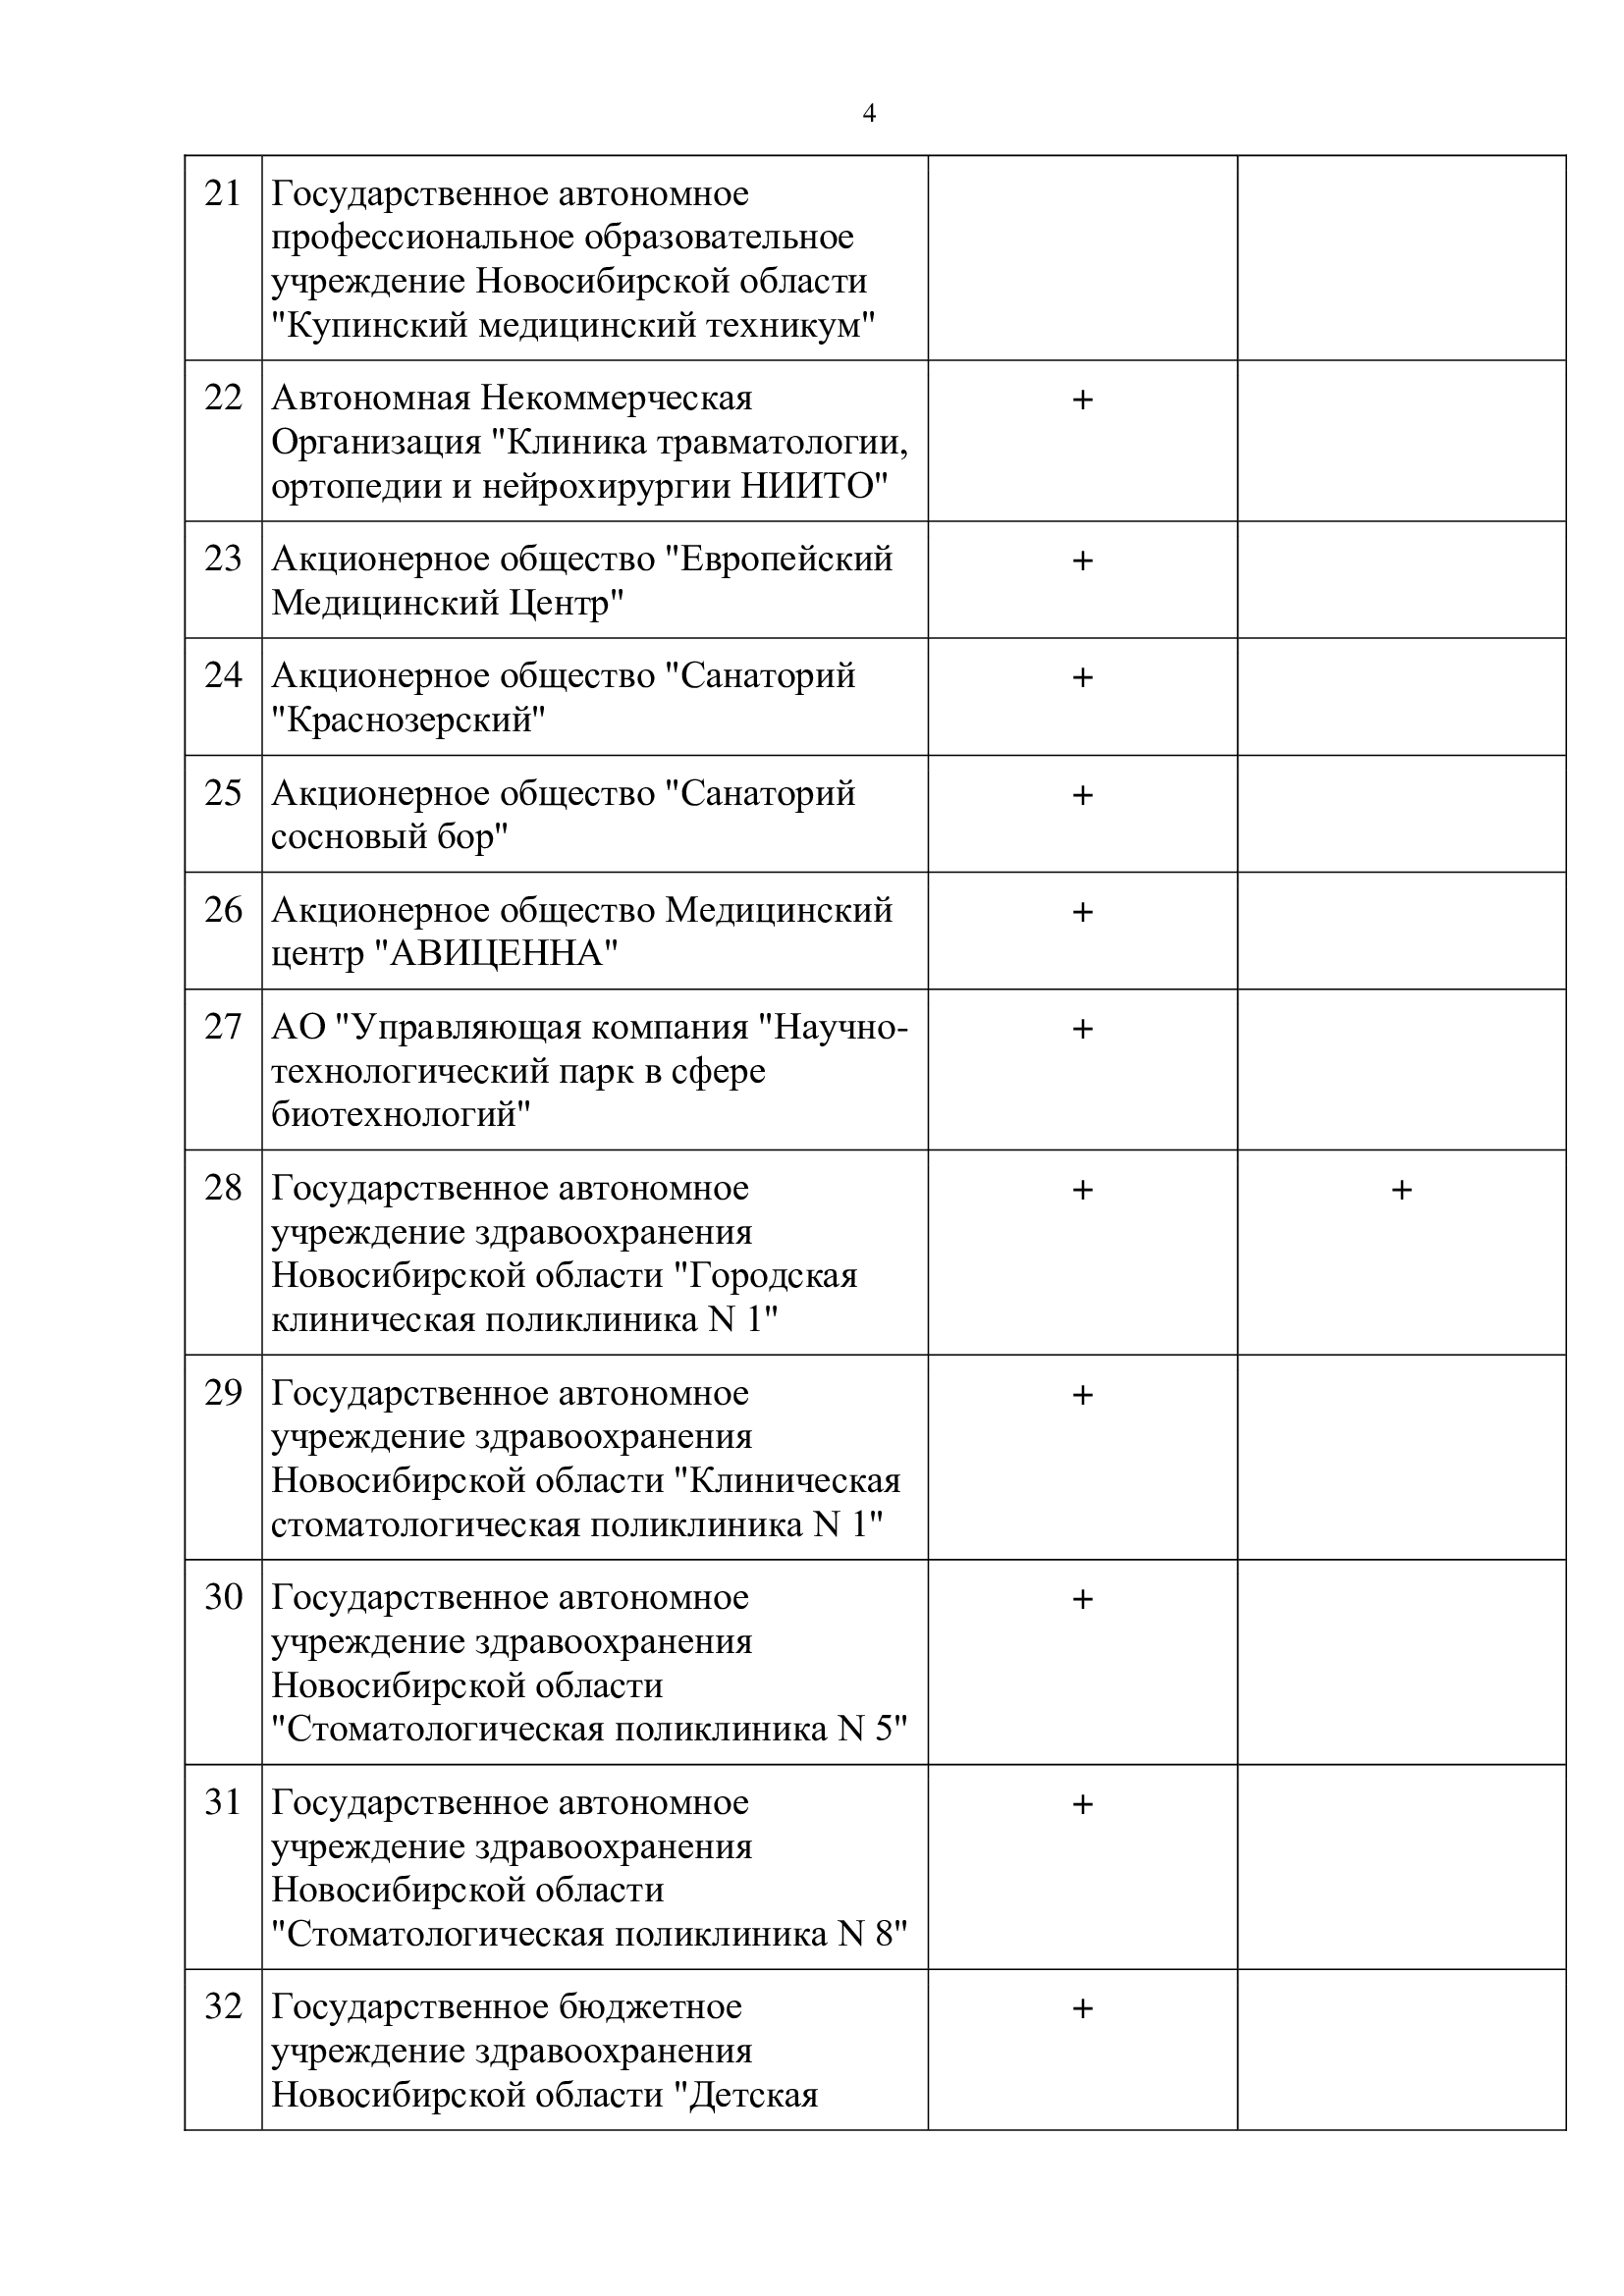 4
21 Государственное автономное
профессиональное образовательное
учреждение Новосибирской области
"Купинский медицинский техникум"
22 Автономная Некоммерческая +
Организация "Клиника травматологии,
ортопедии и нейрохирургии НИИТО"
23 Акционерное общество "Европейский +
Медицинский Центр"
24 Акционерное общество "Санаторий +
"Краснозерский"
25 Акционерное общество "Санаторий +
сосновый бор"
26 Акционерное общество Медицинский +
центр "АВИЦЕННА"
27 АО "Управляющая компания "Научно- +
технологический парк в сфере
биотехнологий"
28 Государственное автономное + +
учреждение здравоохранения
Новосибирской области "Городская
клиническая поликлиника N 1"
29 Государственное автономное +
учреждение здравоохранения
Новосибирской области "Клиническая
стоматологическая поликлиника N 1"
30 Государственное автономное +
учреждение здравоохранения
Новосибирской области
"Стоматологическая поликлиника N 5"
31 Государственное автономное +
учреждение здравоохранения
Новосибирской области
"Стоматологическая поликлиника N 8"
32 Государственное бюджетное +
учреждение здравоохранения
Новосибирской области "Детская